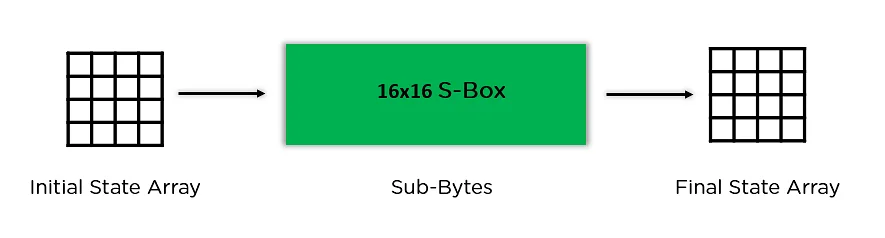 16x16 S-Box
Initial State Array
Sub-Bytes
Final State Array